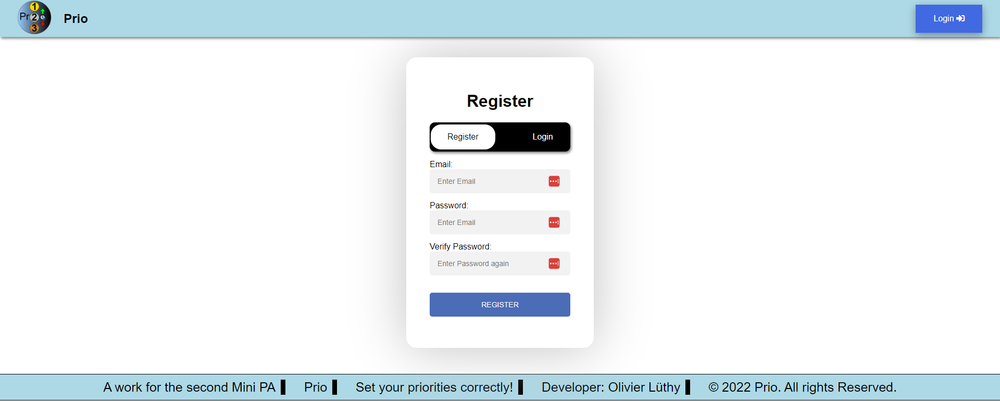 Pr 1 2 3
Prio
Login
Register
Register Login
Email:
Enter Email
Password:
Enter Email
Verify Password:
Enter Password again
REGISTER
A work for the second Mini PA Prio Set your priorities correctly! Developer: Olivier Lüthy © 2022 Prio. All rights Reserved.